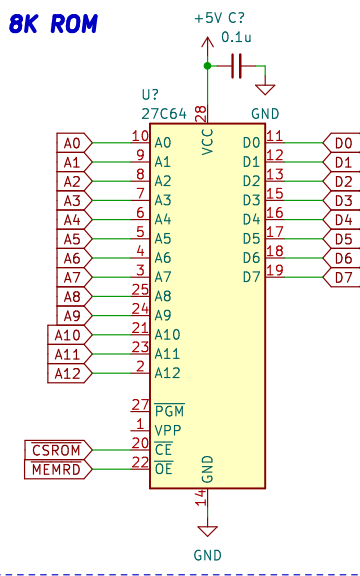 8K ROM
+5V C?
0.1u
U?
27C64 GND
28
VCC
A0 10 A0 D0 11 D0
A1 9 A1 D1 12 D1
A2 8 A2 D2 13 D2
A3 7 A3 D3 15 D3
A4 6 A4 D4 16 D4
A5 5 A5 D5 17 D5
A6 4 A6 D6 18 D6
A7 3 A7 D7 19 D7
A8 25 A8
A9 24 A9
A10 21 A10
A11 23 A11
A12 2 A12
27 PGM
1 VPP
CSROM 20 CE
MEMRD 22 OE
GND
14
GND